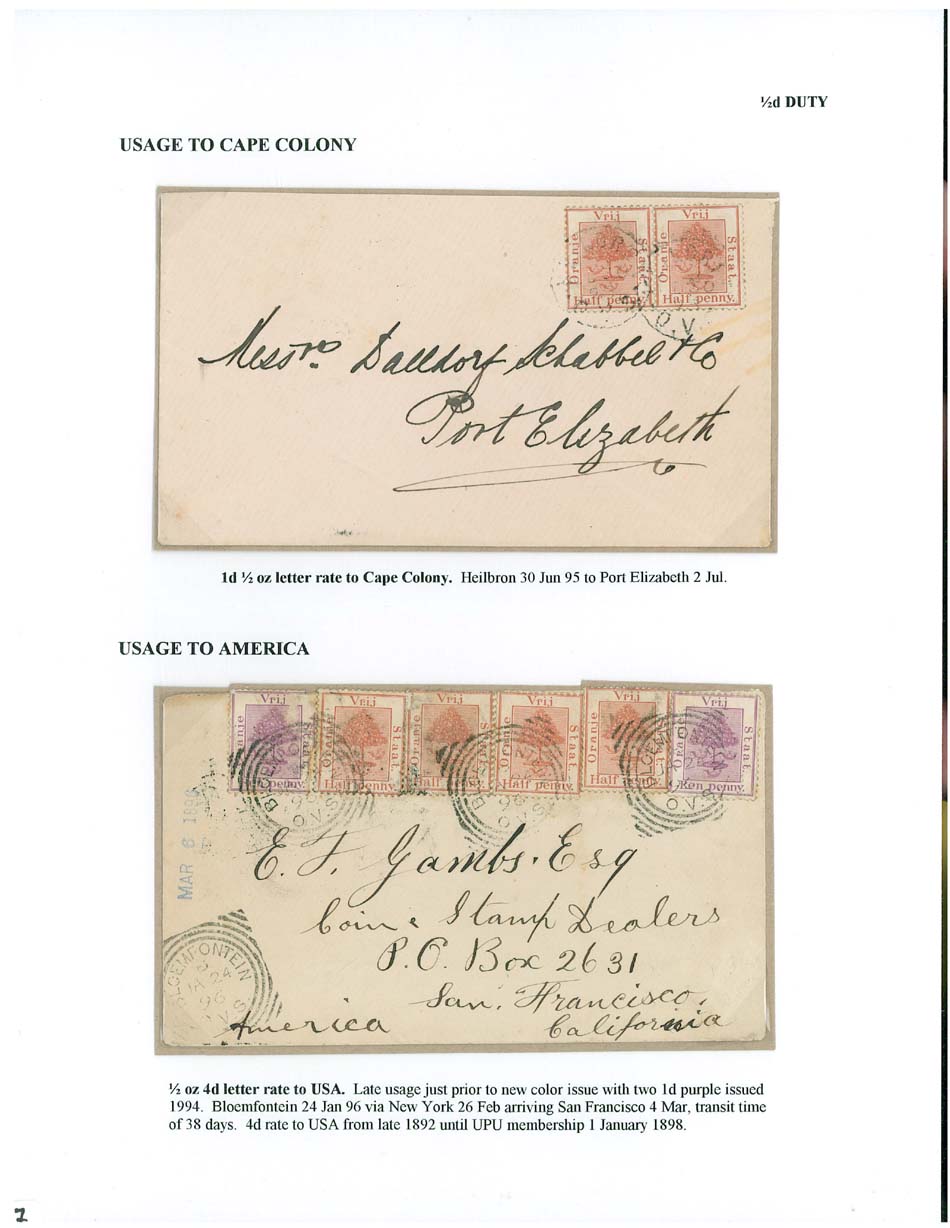 ½d DUTY
USAGE TO CAPE COLONY
Vrij Vrij
Oranje Staat Oranje Staat.
Half penny. Half penny.
O.V.
Messrs. Dalldorf Schabbel & Co
Port Elizabeth
1d ½ oz letter rate to Cape Colony. Heilbron 30 Jun 95 to Port Elizabeth 2 Jul.
USAGE TO AMERICA
Vrij Vrij Vrij Vrij Vrij Vrij
Oranje Oranje Staat Oranje Staat Oranje Staat Oranje Staat Oranje Staat
penny. Half penny. Half penny. Half penny. Half penny. Een penny.
O.V.S. O.V.S. O.V.
MAR 6 189
E. F. Gambs. Esq
Coin & Stamp Dealers
P.O. Box 2631
San. Francisco.
America California
BLOEMFONTEIN
24
96
½ oz 4d letter rate to USA. Late usage just prior to new color issue with two 1d purple issued
1994. Bloemfontein 24 Jan 96 via New York 26 Feb arriving San Francisco 4 Mar, transit time
of 38 days. 4d rate to USA from late 1892 until UPU membership 1 January 1898.